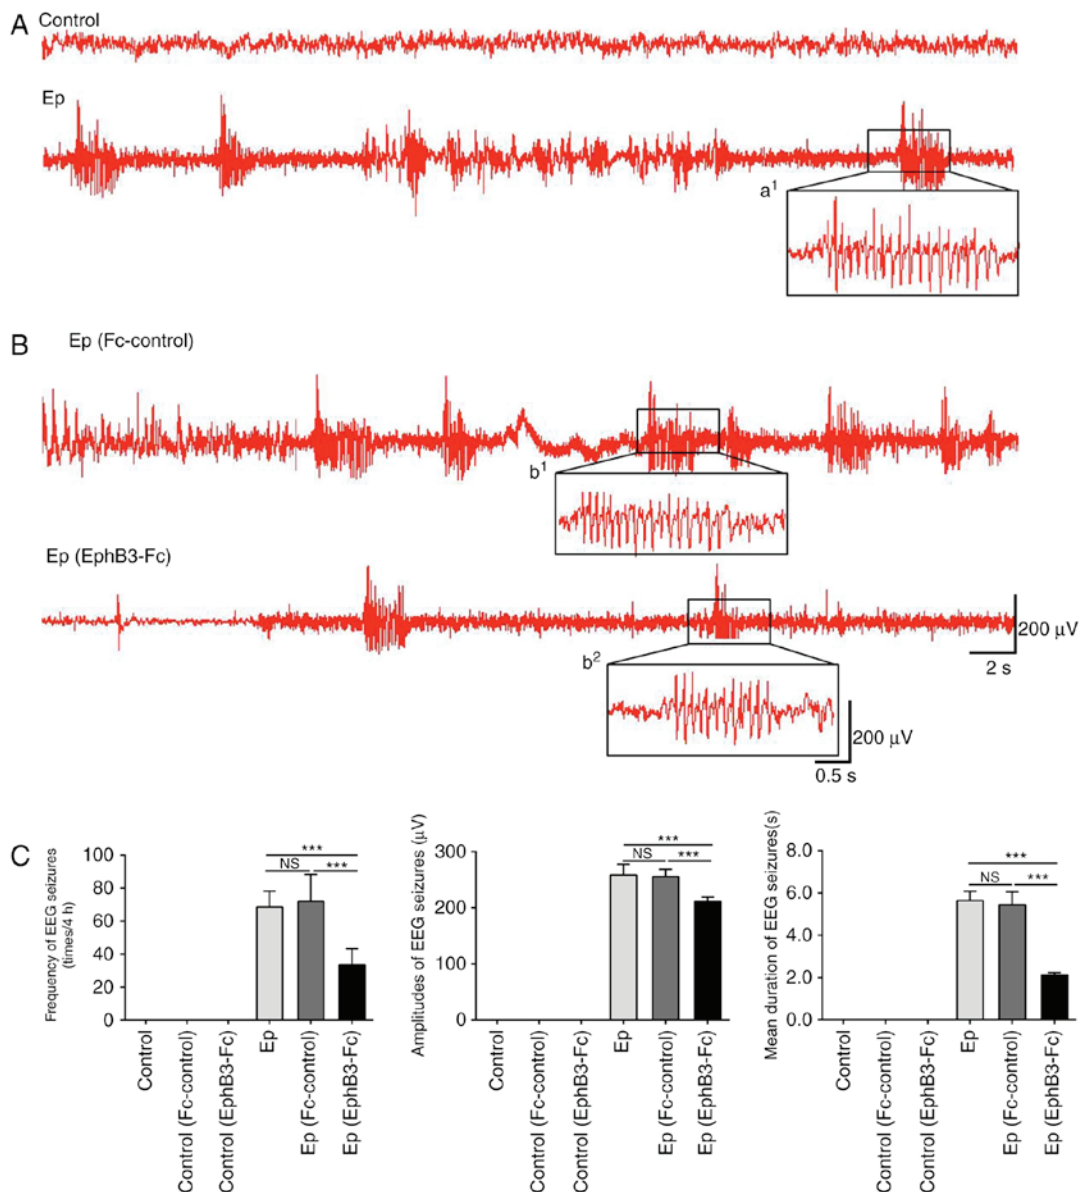 A
Control
Ep
a¹
B
Ep (Fc-control)
b¹
Ep (EphB3-Fc)
200 µV
2 s
b²
200 µV
0.5 s
C
Frequency of EEG seizures
(times/4 h)
100
80
60
40
20
0
***
NS
***
Control
Control (Fc-control)
Control (EphB3-Fc)
Ep
Ep (Fc-control)
Ep (EphB3-Fc)
Amplitudes of EEG seizures (µV)
300
200
100
0
***
NS
***
Control
Control (Fc-control)
Control (EphB3-Fc)
Ep
Ep (Fc-control)
Ep (EphB3-Fc)
Mean duration of EEG seizures(s)
8.0
6.0
4.0
2.0
0.0
***
NS
***
Control
Control (Fc-control)
Control (EphB3-Fc)
Ep
Ep (Fc-control)
Ep (EphB3-Fc)